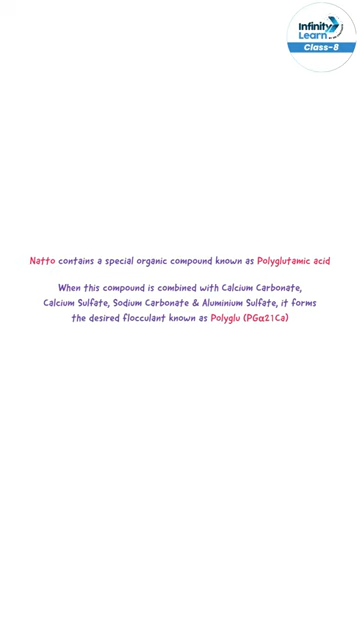 Infinity
Learn
Class-8
Natto contains a special organic compound known as Polyglutamic acid
When this compound is combined with Calcium Carbonate,
Calcium Sulfate, Sodium Carbonate & Aluminium Sulfate, it forms
the desired flocculant known as Polyglu (PGα21Ca)